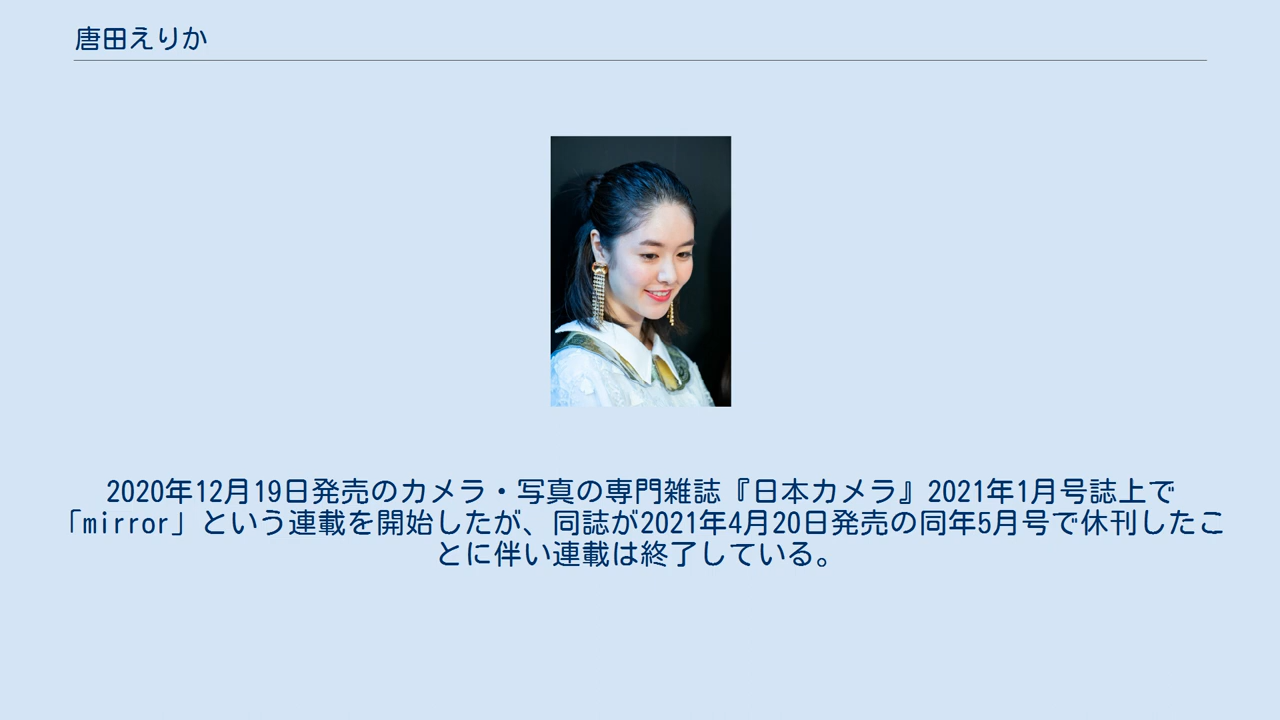 唐田えりか
2020年12月19日発売のカメラ・写真の専門雑誌『日本カメラ』2021年1月号誌上で
「mirror」という連載を開始したが、同誌が2021年4月20日発売の同年5月号で休刊したこ
とに伴い連載は終了している。